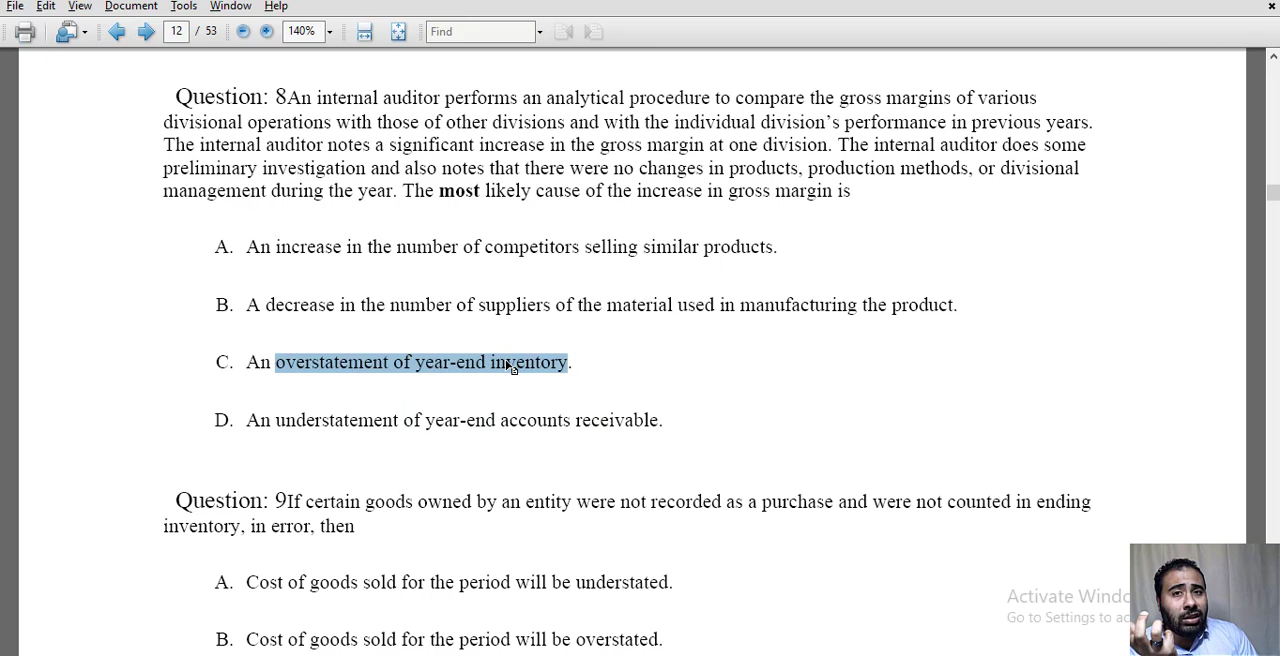 File Edit View Document Tools Window Help
12 / 53 140% Find
Question: 8An internal auditor performs an analytical procedure to compare the gross margins of various
divisional operations with those of other divisions and with the individual division’s performance in previous years.
The internal auditor notes a significant increase in the gross margin at one division. The internal auditor does some
preliminary investigation and also notes that there were no changes in products, production methods, or divisional
management during the year. The most likely cause of the increase in gross margin is
A. An increase in the number of competitors selling similar products.
B. A decrease in the number of suppliers of the material used in manufacturing the product.
C. An overstatement of year-end inventory.
D. An understatement of year-end accounts receivable.
Question: 9If certain goods owned by an entity were not recorded as a purchase and were not counted in ending
inventory, in error, then
A. Cost of goods sold for the period will be understated.
Activate
Go to Settings to
B. Cost of goods sold for the period will be overstated.